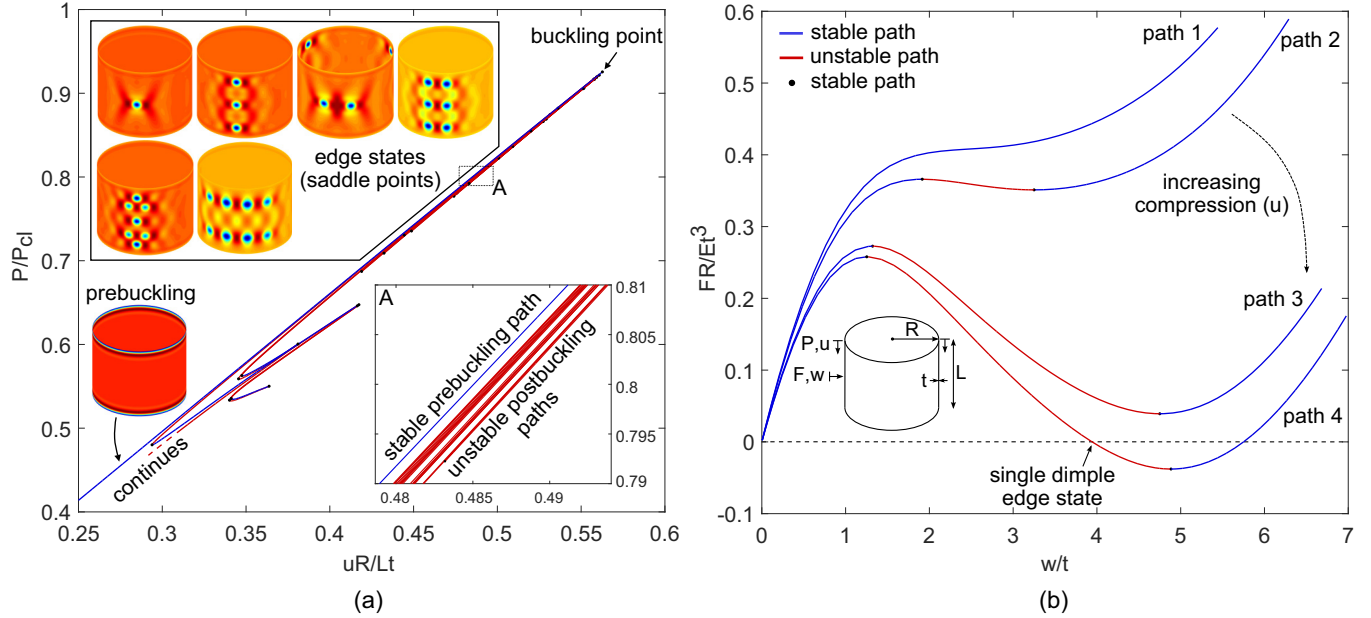 buckling point
edge states
(saddle points)
A
prebuckling
continues
A
stable prebuckling path
unstable postbuckling
paths
0.81
0.805
0.8
0.795
0.79
0.48
0.485
0.49
1
0.9
0.8
0.7
0.6
0.5
0.4
P/Pcl
0.25
0.3
0.35
0.4
0.45
0.5
0.55
0.6
uR/Lt
(a)
stable path
unstable path
stable path
path 1
path 2
increasing
compression (u)
path 3
path 4
R
P,u
F,w
t
L
single dimple
edge state
0.6
0.5
0.4
0.3
0.2
0.1
0
-0.1
FR/Et³
0
1
2
3
4
5
6
7
w/t
(b)